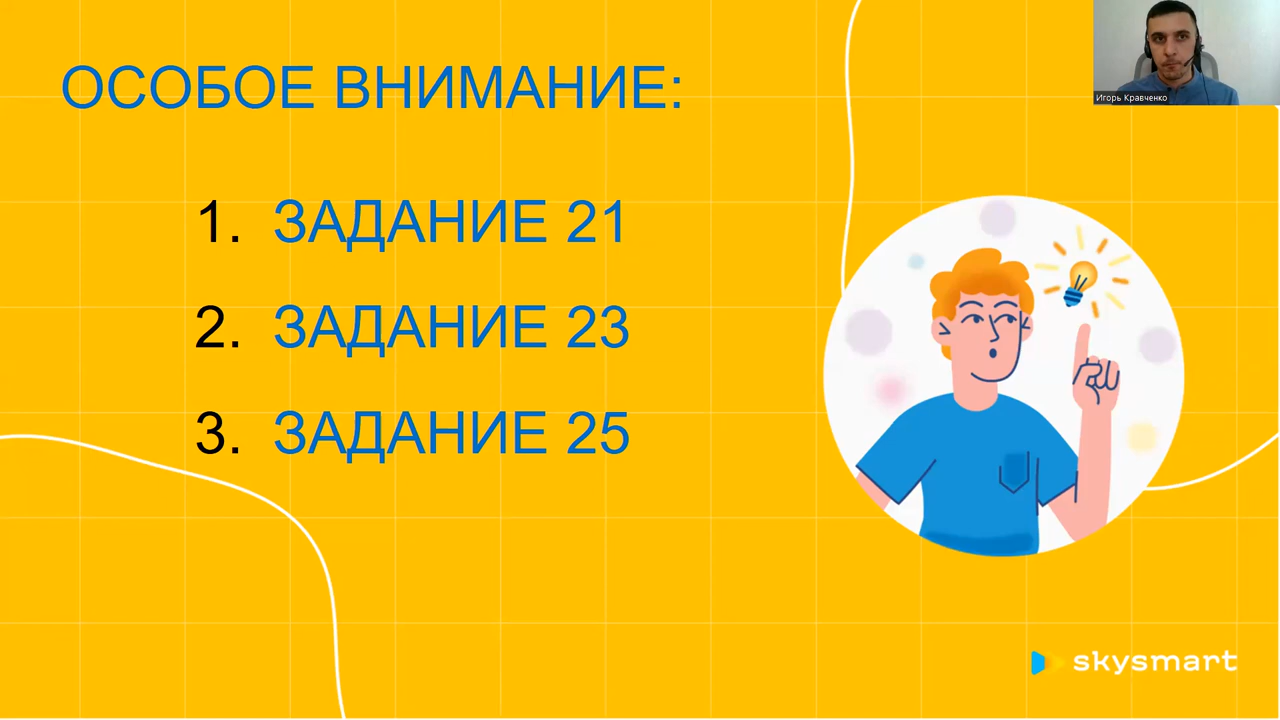 ОСОБОЕ ВНИМАНИЕ:
Игорь Кравченко
1. ЗАДАНИЕ 21
2. ЗАДАНИЕ 23
3. ЗАДАНИЕ 25
skysmart